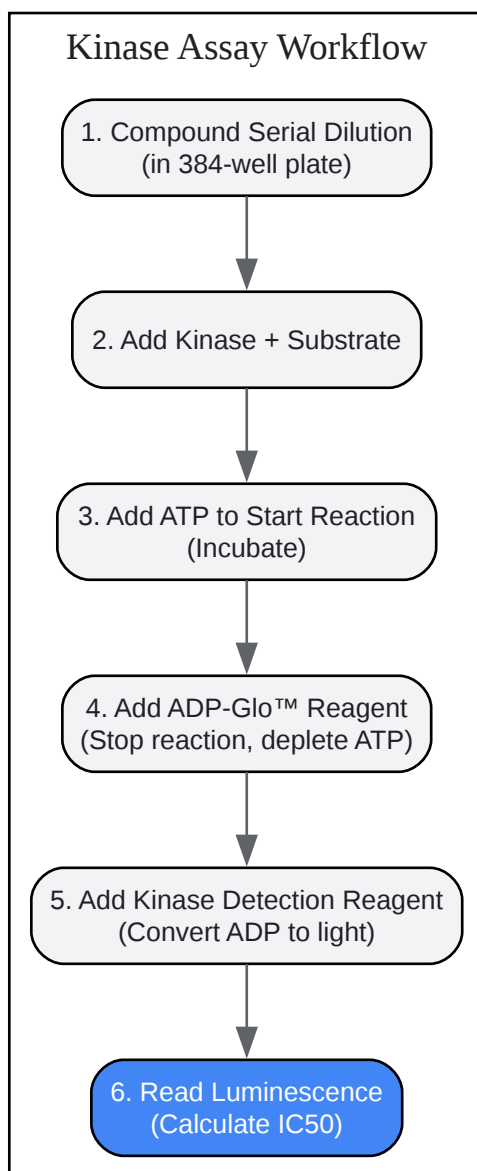 Kinase Assay Workflow
1. Compound Serial Dilution
(in 384-well plate)
2. Add Kinase + Substrate
3. Add ATP to Start Reaction
(Incubate)
4. Add ADP-Glo™ Reagent
(Stop reaction, deplete ATP)
5. Add Kinase Detection Reagent
(Convert ADP to light)
6. Read Luminescence
(Calculate IC50)